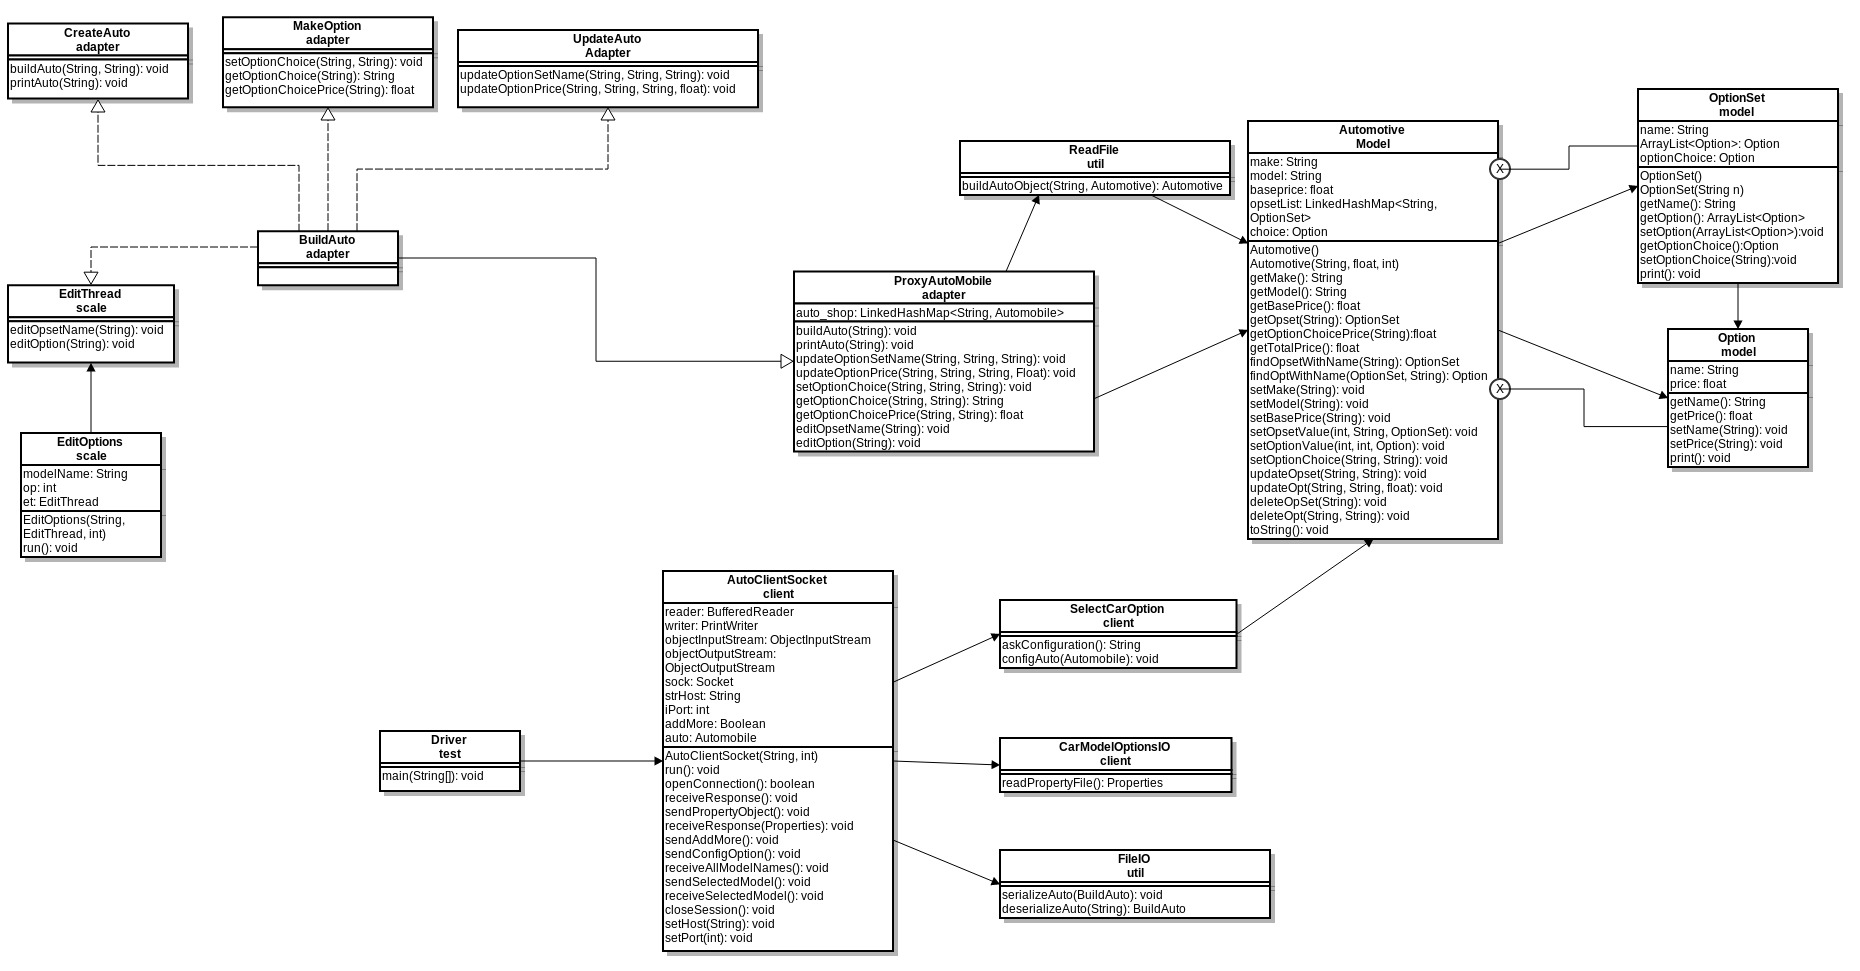 CreateAuto
adapter
buildAuto(String, String): void
printAuto(String): void
MakeOption
adapter
setOptionChoice(String, String): void
getOptionChoice(String): String
getOptionChoicePrice(String): float
UpdateAuto
Adapter
updateOptionSetName(String, String, String): void
updateOptionPrice(String, String, String, float): void
BuildAuto
adapter
EditThread
scale
editOpsetName(String): void
editOption(String): void
EditOptions
scale
modelName: String
op: int
et: EditThread
EditOptions(String,
EditThread, int)
run(): void
ReadFile
util
buildAutoObject(String, Automotive): Automotive
ProxyAutoMobile
adapter
auto_shop: LinkedHashMap<String, Automobile>
buildAuto(String): void
printAuto(String): void
updateOptionSetName(String, String, String): void
updateOptionPrice(String, String, String, Float): void
setOptionChoice(String, String, String): void
getOptionChoice(String, String): String
getOptionChoicePrice(String, String): float
editOpsetName(String): void
editOption(String): void
Automotive
Model
make: String
model: String
baseprice: float
opsetList: LinkedHashMap<String,
OptionSet>
choice: Option
Automotive()
Automotive(String, float, int)
getMake(): String
getModel(): String
getBasePrice(): float
getOpset(String): OptionSet
getOptionChoicePrice(String):float
getTotalPrice(): float
findOpsetWithName(String): OptionSet
findOptWithName(OptionSet, String): Option
setMake(String): void
setModel(String): void
setBasePrice(String): void
setOpsetValue(int, String, OptionSet): void
setOptionValue(int, int, Option): void
setOptionChoice(String, String): void
updateOpset(String, String): void
updateOpt(String, String, float): void
deleteOpSet(String): void
deleteOpt(String, String): void
toString(): void
X
X
OptionSet
model
name: String
ArrayList<Option>: Option
optionChoice: Option
OptionSet()
OptionSet(String n)
getName(): String
getOption(): ArrayList<Option>
setOption(ArrayList<Option>):void
getOptionChoice():Option
setOptionChoice(String):void
print(): void
Option
model
name: String
price: float
getName(): String
getPrice(): float
setName(String): void
setPrice(String): void
print(): void
AutoClientSocket
client
reader: BufferedReader
writer: PrintWriter
objectInputStream: ObjectInputStream
objectOutputStream:
ObjectOutputStream
sock: Socket
strHost: String
iPort: int
addMore: Boolean
auto: Automobile
AutoClientSocket(String, int)
run(): void
openConnection(): boolean
receiveResponse(): void
sendPropertyObject(): void
receiveResponse(Properties): void
sendAddMore(): void
sendConfigOption(): void
receiveAllModelNames(): void
sendSelectedModel(): void
receiveSelectedModel(): void
closeSession(): void
setHost(String): void
setPort(int): void
Driver
test
main(String[]): void
SelectCarOption
client
askConfiguration(): String
configAuto(Automobile): void
CarModelOptionsIO
client
readPropertyFile(): Properties
FileIO
util
serializeAuto(BuildAuto): void
deserializeAuto(String): BuildAuto